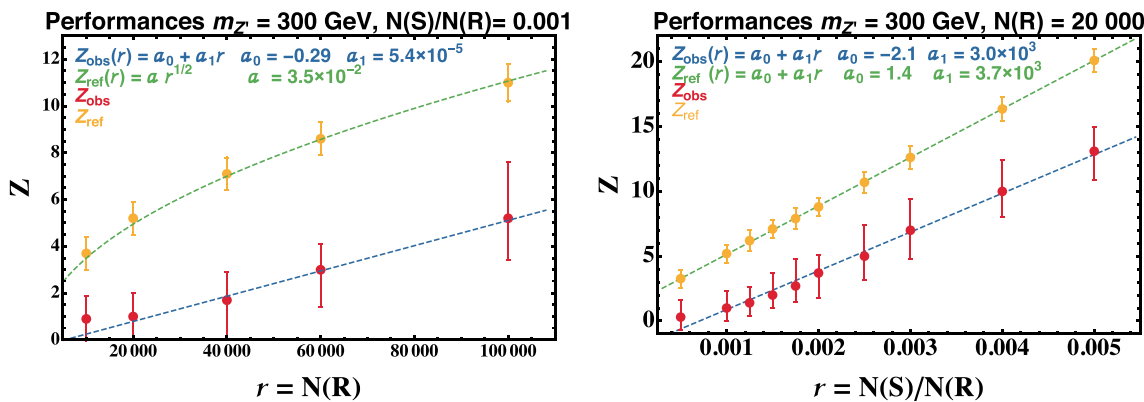 Performances m_Z' = 300 GeV, N(S)/N(R)= 0.001
Z_obs(r) = a_0 + a_1r a_0 = −0.29 a_1 = 5.4×10^-5
Z_ref(r) = a r^1/2 a = 3.5×10^-2
Z_obs
Z_ref
Z
12
10
8
6
4
2
0
20 000 40 000 60 000 80 000 100 000
r = N(R)
Performances m_Z' = 300 GeV, N(R) = 20 000
Z_obs(r) = a_0 + a_1r a_0 = −2.1 a_1 = 3.0×10^3
Z_ref (r) = a_0 + a_1r a_0 = 1.4 a_1 = 3.7×10^3
Z_obs
Z_ref
Z
20
15
10
5
0
0.001 0.002 0.003 0.004 0.005
r = N(S)/N(R)